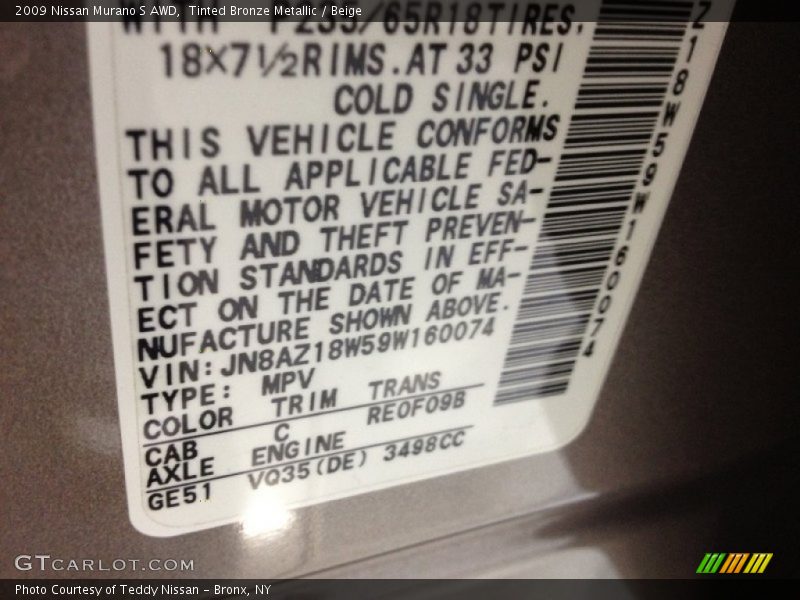 2009 Nissan Murano S AWD,  Tinted Bronze Metallic / Beige
WITH P235/65R18TIRES,
18X7½RIMS.AT 33 PSI
COLD SINGLE.
THIS VEHICLE CONFORMS
TO ALL APPLICABLE FED-
ERAL MOTOR VEHICLE SA-
FETY AND THEFT PREVEN-
TION STANDARDS IN EFF-
ECT ON THE DATE OF MA-
NUFACTURE SHOWN ABOVE.
VIN:JN8AZ18W59W160074
TYPE: MPV
COLOR TRIM TRANS
CAB C RE0F09B
AXLE ENGINE
GE51 VQ35(DE) 3498CC
Z18W59W160074
GTCARLOT.COM
Photo Courtesy of Teddy Nissan - Bronx, NY